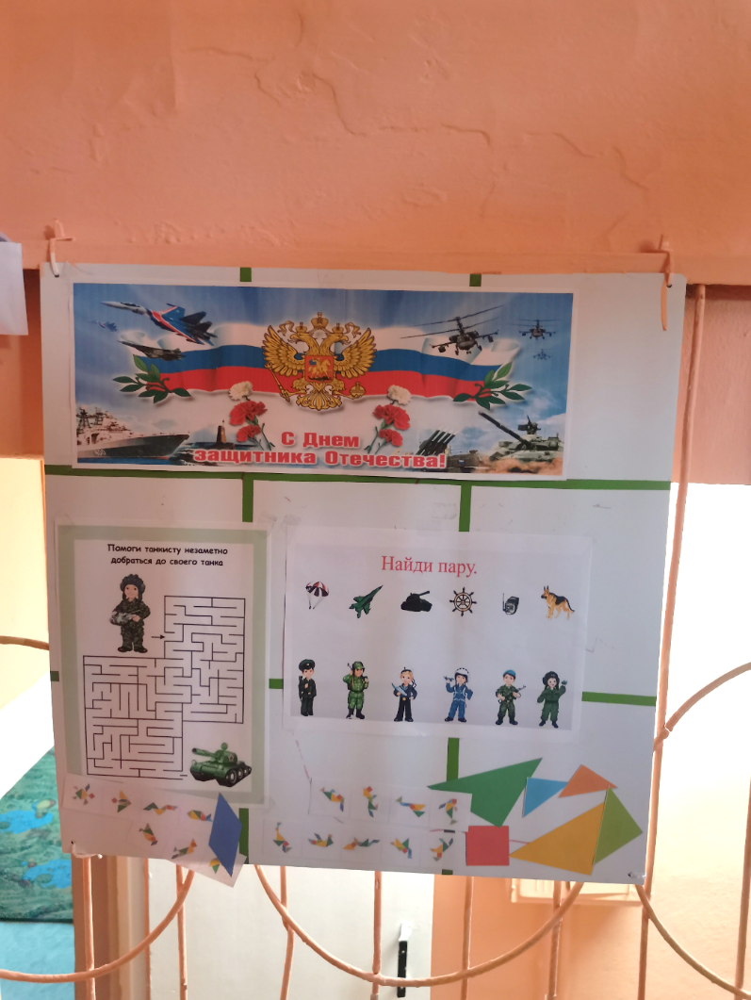 С Днем
защитника Отечества!
Помоги танкисту незаметно
добраться до своего танка
Найди пару.